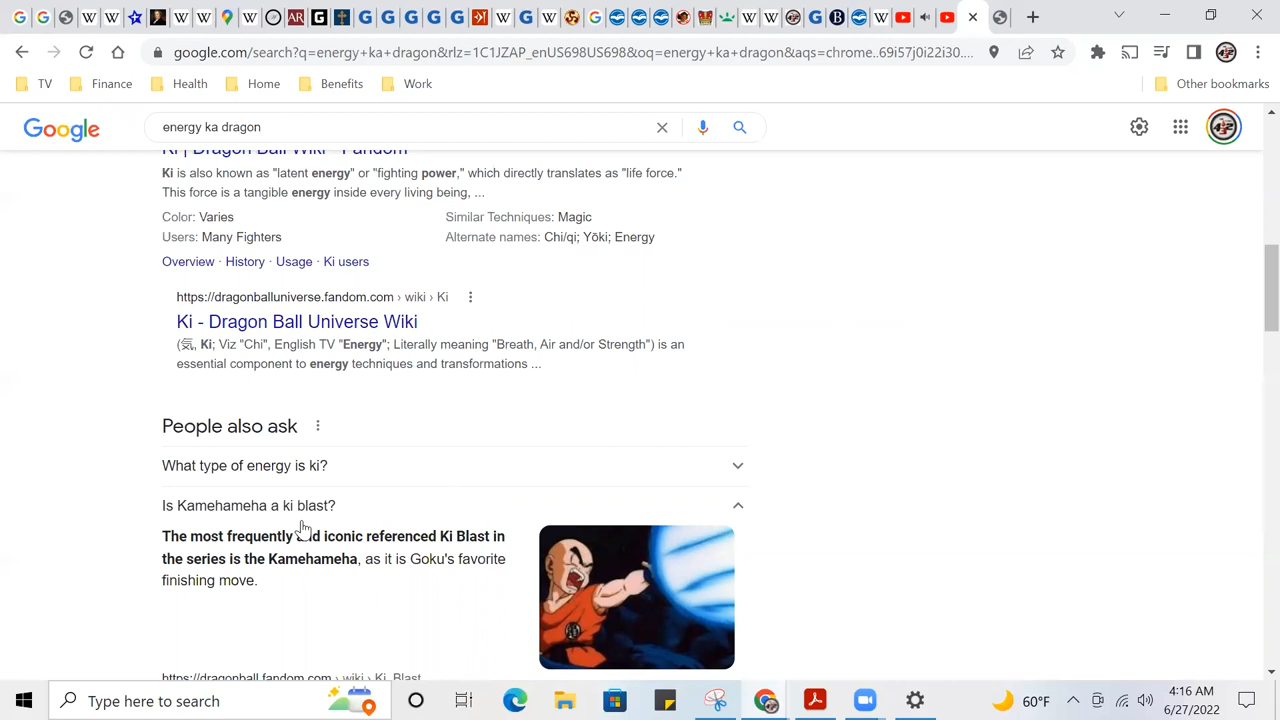 google.com/search?q=energy+ka+dragon&rlz=1C1JZAP_enUS698US698&oq=energy+ka+dragon&aqs=chrome..69i57j0i22i30....
TV Finance Health Home Benefits Work Other bookmarks
Google energy ka dragon
Ki | Dragon Ball Wiki - Fandom
Ki is also known as "latent energy" or "fighting power," which directly translates as "life force."
This force is a tangible energy inside every living being, ...
Color: Varies Similar Techniques: Magic
Users: Many Fighters Alternate names: Chi/qi; Yōki; Energy
Overview · History · Usage · Ki users
https://dragonballuniverse.fandom.com › wiki › Ki
Ki - Dragon Ball Universe Wiki
(気, Ki; Viz "Chi", English TV "Energy"; Literally meaning "Breath, Air and/or Strength") is an
essential component to energy techniques and transformations ...
People also ask
What type of energy is ki?
Is Kamehameha a ki blast?
The most frequently and iconic referenced Ki Blast in
the series is the Kamehameha, as it is Goku's favorite
finishing move.
https://dragonball.fandom.com › wiki › Ki_Blast
Type here to search
60°F
4:16 AM
6/27/2022